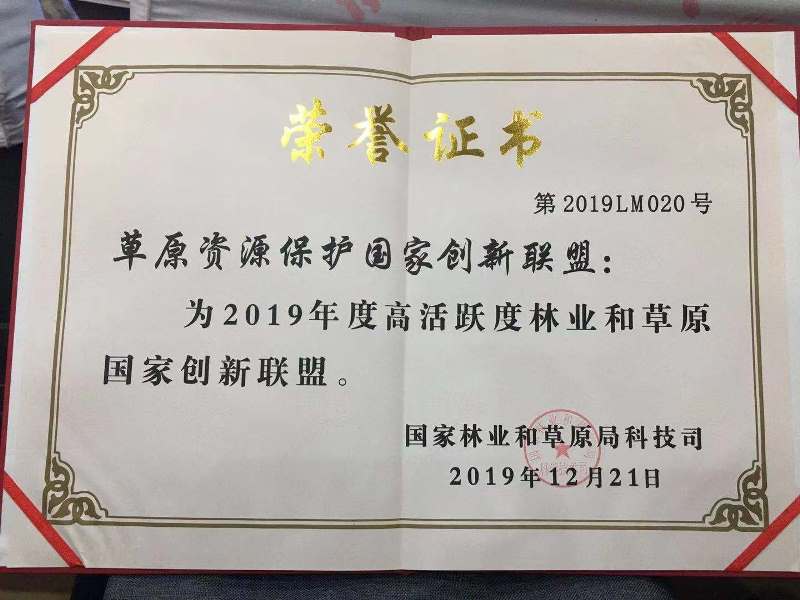 荣誉证书
第2019LM020号
草原资源保护国家创新联盟：
为2019年度高活跃度林业和草原
国家创新联盟。
国家林业和草原局科技司
2019年12月21日